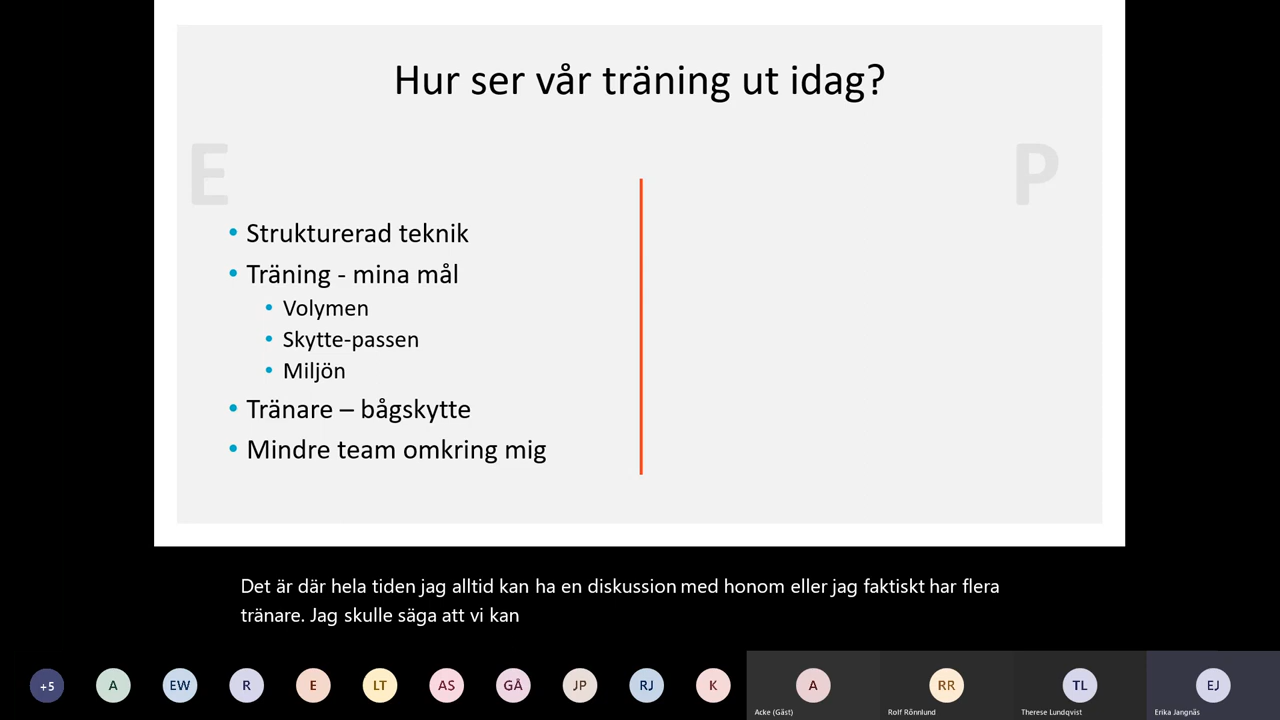 Hur ser vår träning ut idag?
E
P
• Strukturerad teknik
• Träning - mina mål
• Volymen
• Skytte-passen
• Miljön
• Tränare – bågskytte
• Mindre team omkring mig
Det är där hela tiden jag alltid kan ha en diskussion med honom eller jag faktiskt har flera
tränare. Jag skulle säga att vi kan
+5 A EW R E LT AS GÅ JP RJ K A RR TL EJ
Acke (Gäst) Rolf Rönnlund Therese Lundqvist Erika Jangnäs